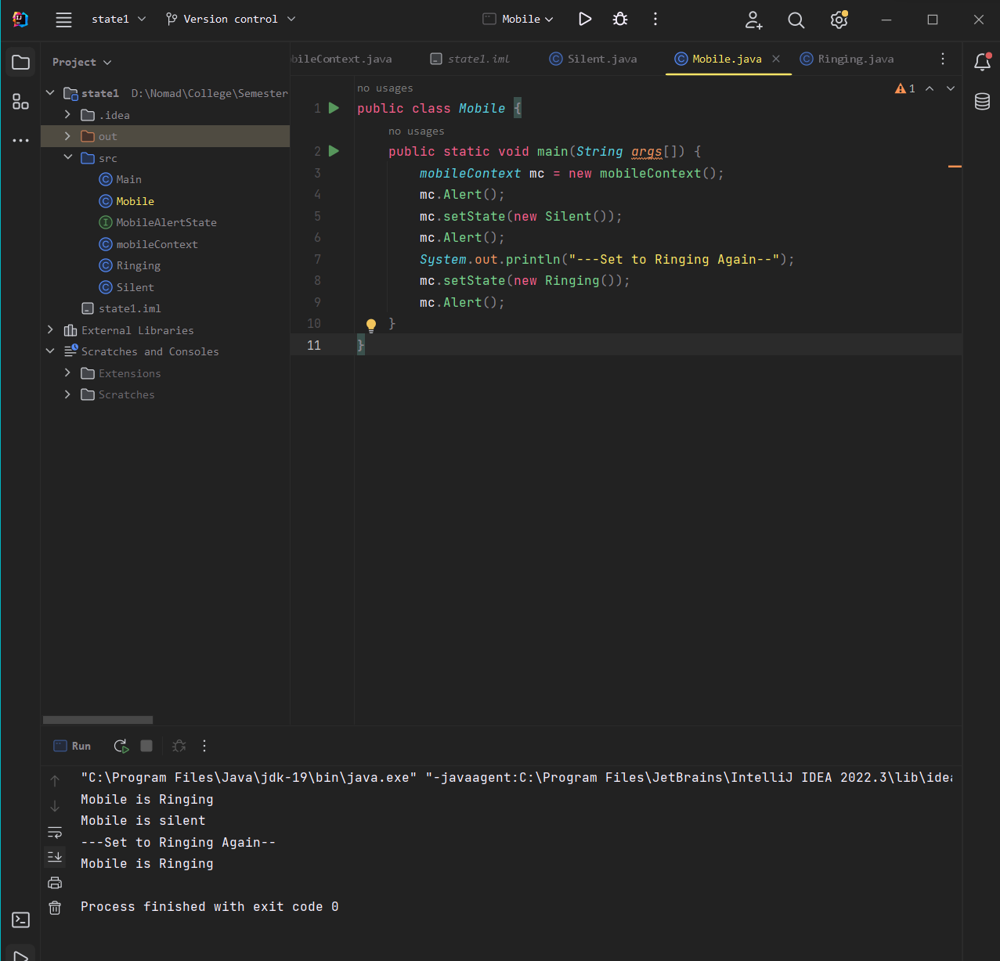 state1
Version control
Mobile
Project
bileContext.java
state1.iml
Silent.java
Mobile.java
Ringing.java
state1 D:\Nomad\College\Semester
.idea
out
src
Main
Mobile
MobileAlertState
mobileContext
Ringing
Silent
state1.iml
External Libraries
Scratches and Consoles
Extensions
Scratches
1
no usages
1 public class Mobile {
no usages
2 public static void main(String args[]) {
3 mobileContext mc = new mobileContext();
4 mc.Alert();
5 mc.setState(new Silent());
6 mc.Alert();
7 System.out.println("---Set to Ringing Again--");
8 mc.setState(new Ringing());
9 mc.Alert();
10 }
11 }
Run
"C:\Program Files\Java\jdk-19\bin\java.exe" "-javaagent:C:\Program Files\JetBrains\IntelliJ IDEA 2022.3\lib\idea
Mobile is Ringing
Mobile is silent
---Set to Ringing Again--
Mobile is Ringing
Process finished with exit code 0